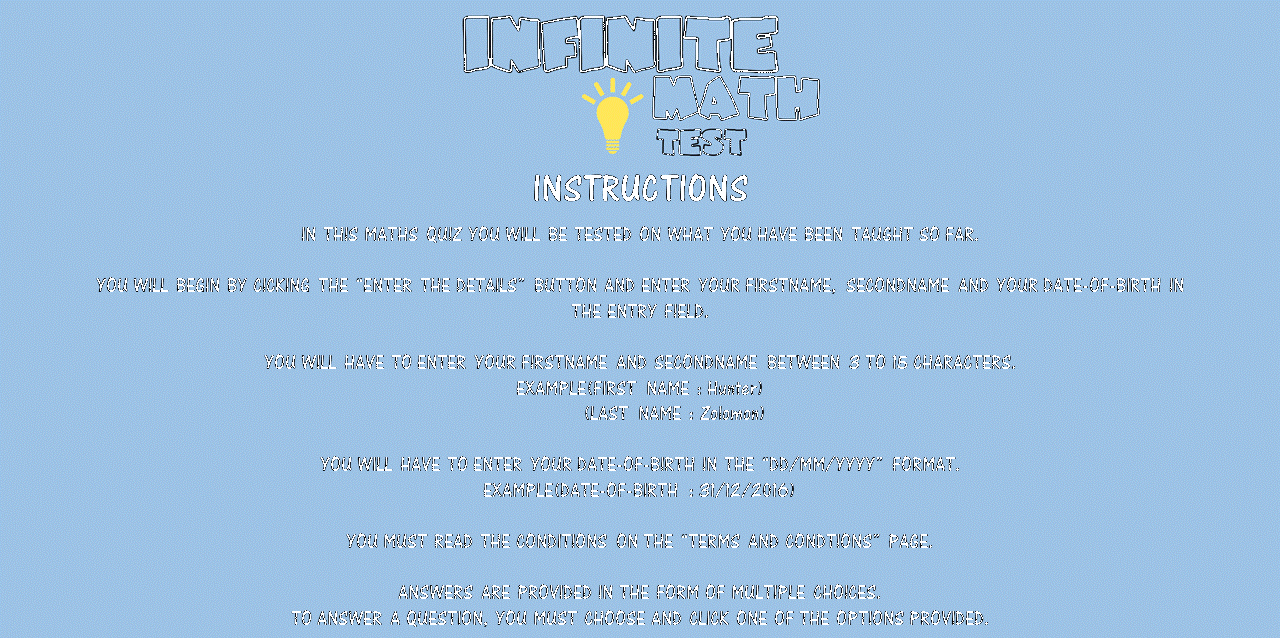 INFINITE
MATH
TEST
INSTRUCTIONS
IN THIS MATHS QUIZ YOU WILL BE TESTED ON WHAT YOU HAVE BEEN TAUGHT SO FAR.
YOU WILL BEGIN BY CICKING THE "ENTER THE DETAILS" BUTTON AND ENTER YOUR FIRSTNAME, SECONDNAME AND YOUR DATE-OF-BIRTH IN
THE ENTRY FIELD.
YOU WILL HAVE TO ENTER YOUR FIRSTNAME AND SECONDNAME BETWEEN 3 TO 15 CHARACTERS.
EXAMPLE(FIRST NAME : Hunter)
(LAST NAME : Zolomon)
YOU WILL HAVE TO ENTER YOUR DATE-OF-BIRTH IN THE "DD/MM/YYYY" FORMAT.
EXAMPLE(DATE-OF-BIRTH : 31/12/2016)
YOU MUST READ THE CONDITIONS ON THE "TERMS AND CONDTIONS" PAGE.
ANSWERS ARE PROVIDED IN THE FORM OF MULTIPLE CHOICES.
TO ANSWER A QUESTION, YOU MUST CHOOSE AND CLICK ONE OF THE OPTIONS PROVIDED.